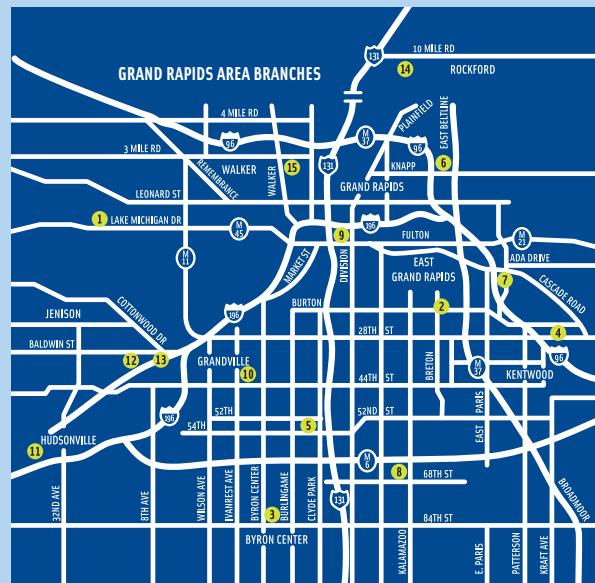 131
10 MILE RD
14
ROCKFORD
GRAND RAPIDS AREA BRANCHES
PLAINFIELD
EAST BELTLINE
4 MILE RD
M
37
96
96
3 MILE RD
REMEMBRANCE
WALKER
WALKER
15
131
KNAPP
6
GRAND RAPIDS
LEONARD ST
1
LAKE MICHIGAN DR
M
45
9
196
FULTON
M
21
M
11
MARKET ST
DIVISION
EAST
GRAND RAPIDS
ADA DRIVE
7
CASCADE ROAD
COTTONWOOD DR
JENISON
196
BURTON
2
28TH ST
4
BALDWIN ST
12
13
GRANDVILLE
10
BRETON
M
37
96
KENTWOOD
44TH ST
196
52ND ST
52TH
54TH
5
EAST PARIS
HUDSONVILLE
11
M
6
8
68TH ST
32ND AVE
8TH AVE
WILSON AVE
IVANREST AVE
BYRON CENTER
BURLINGAME
CLYDE PARK
131
BROADMOOR
3
84TH ST
BYRON CENTER
KALAMAZOO
E. PARIS
PATTERSON
KRAFT AVE